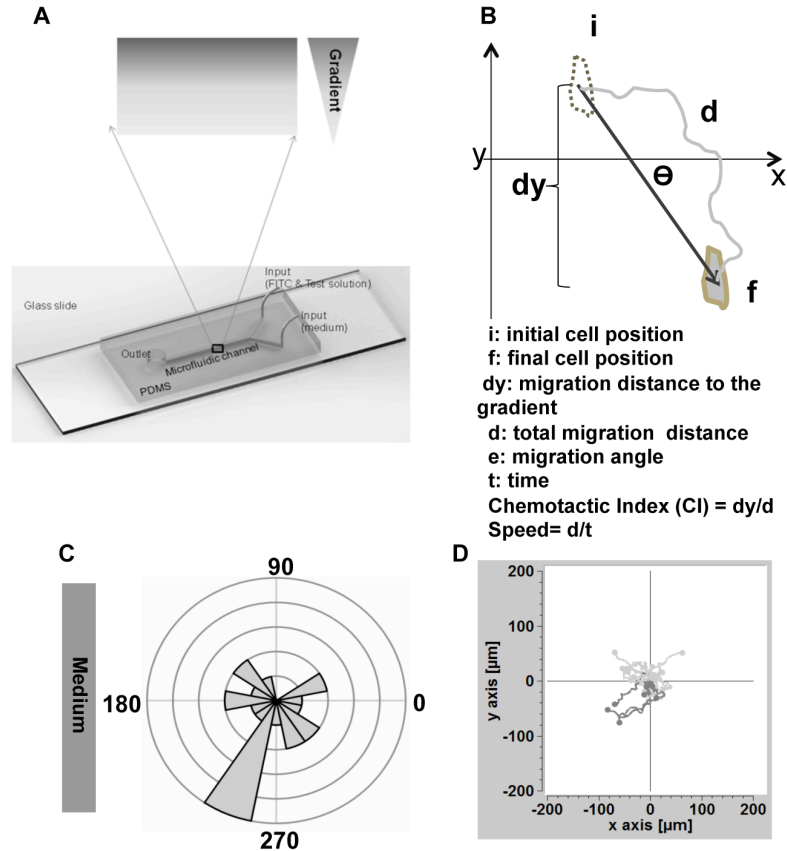 A
Gradient
Glass slide
Input
(FITC & Test solution)
Input
(medium)
Outlet
Microfluidic channel
PDMS
B
i
d
y
x
dy
Ө
f
i: initial cell position
f: final cell position
dy: migration distance to the
gradient
d: total migration distance
e: migration angle
t: time
Chemotactic Index (CI) = dy/d
Speed= d/t
C
Medium
90
180
0
270
D
y axis [µm]
200
100
0
-100
-200
-200
-100
0
100
200
x axis [µm]